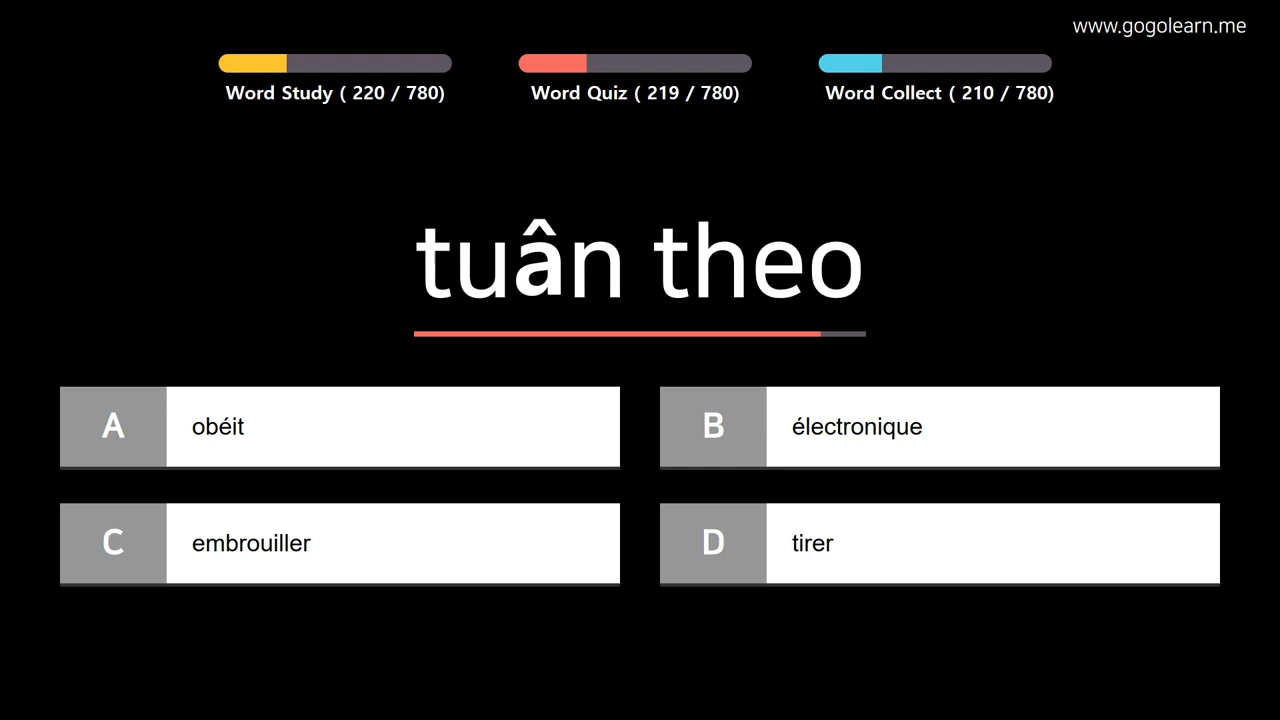 www.gogolearn.me
Word Study ( 220 / 780)
Word Quiz ( 219 / 780)
Word Collect ( 210 / 780)
tuân theo
A obéit
B électronique
C embrouiller
D tirer